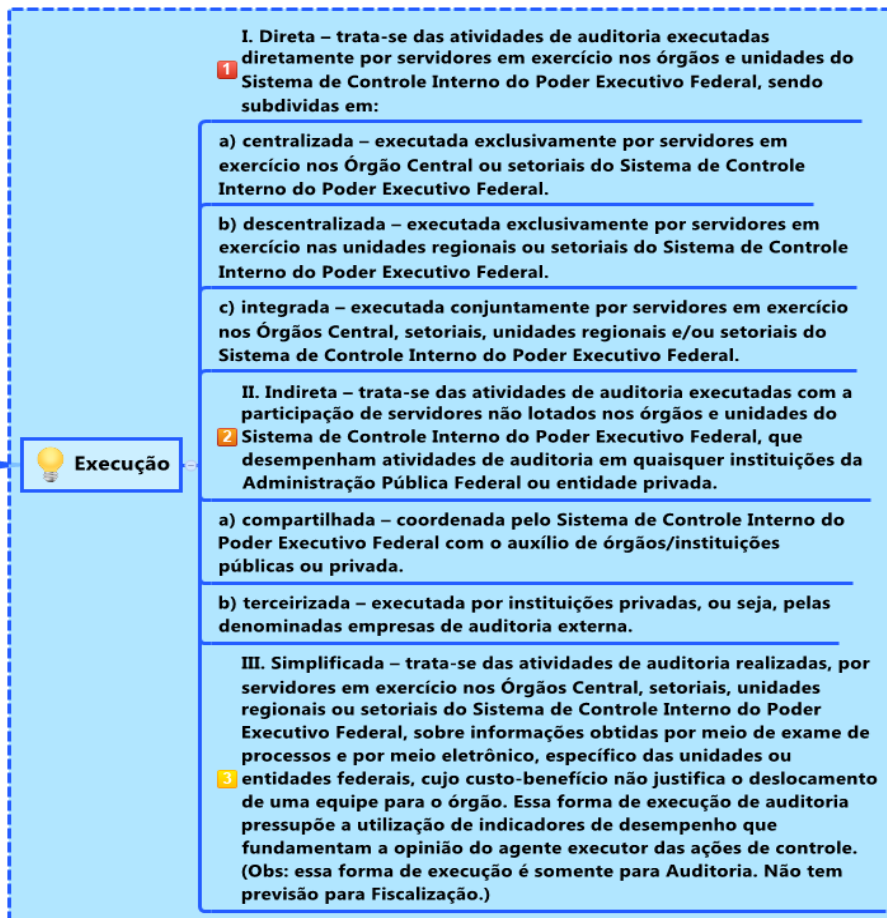 I. Direta – trata-se das atividades de auditoria executadas
diretamente por servidores em exercício nos órgãos e unidades do
1
Sistema de Controle Interno do Poder Executivo Federal, sendo
subdivididas em:
a) centralizada – executada exclusivamente por servidores em
exercício nos Órgão Central ou setoriais do Sistema de Controle
Interno do Poder Executivo Federal.
b) descentralizada – executada exclusivamente por servidores em
exercício nas unidades regionais ou setoriais do Sistema de Controle
Interno do Poder Executivo Federal.
c) integrada – executada conjuntamente por servidores em exercício
nos Órgãos Central, setoriais, unidades regionais e/ou setoriais do
Sistema de Controle Interno do Poder Executivo Federal.
II. Indireta – trata-se das atividades de auditoria executadas com a
participação de servidores não lotados nos órgãos e unidades do
2
Sistema de Controle Interno do Poder Executivo Federal, que
desempenham atividades de auditoria em quaisquer instituições da
Administração Pública Federal ou entidade privada.
Execução
a) compartilhada – coordenada pelo Sistema de Controle Interno do
Poder Executivo Federal com o auxílio de órgãos/instituições
públicas ou privada.
b) terceirizada – executada por instituições privadas, ou seja, pelas
denominadas empresas de auditoria externa.
III. Simplificada – trata-se das atividades de auditoria realizadas, por
servidores em exercício nos Órgãos Central, setoriais, unidades
regionais ou setoriais do Sistema de Controle Interno do Poder
Executivo Federal, sobre informações obtidas por meio de exame de
processos e por meio eletrônico, específico das unidades ou
3
entidades federais, cujo custo-benefício não justifica o deslocamento
de uma equipe para o órgão. Essa forma de execução de auditoria
pressupõe a utilização de indicadores de desempenho que
fundamentam a opinião do agente executor das ações de controle.
(Obs: essa forma de execução é somente para Auditoria. Não tem
previsão para Fiscalização.)